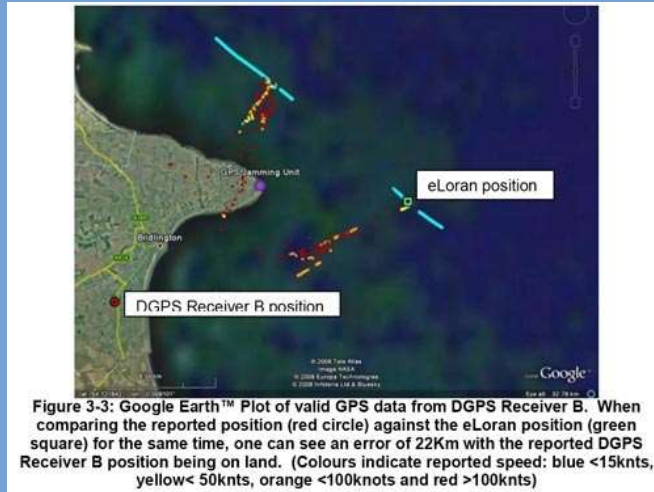 GPS Jamming Unit
eLoran position
Bridlington
DGPS Receiver B position
© 2008 Tele Atlas
Image NASA
© 2008 Europa Technologies
Google
Figure 3-3: Google Earth™ Plot of valid GPS data from DGPS Receiver B. When
comparing the reported position (red circle) against the eLoran position (green
square) for the same time, one can see an error of 22Km with the reported DGPS
Receiver B position being on land. (Colours indicate reported speed: blue <15knts,
yellow< 50knts, orange <100knots and red >100knts)